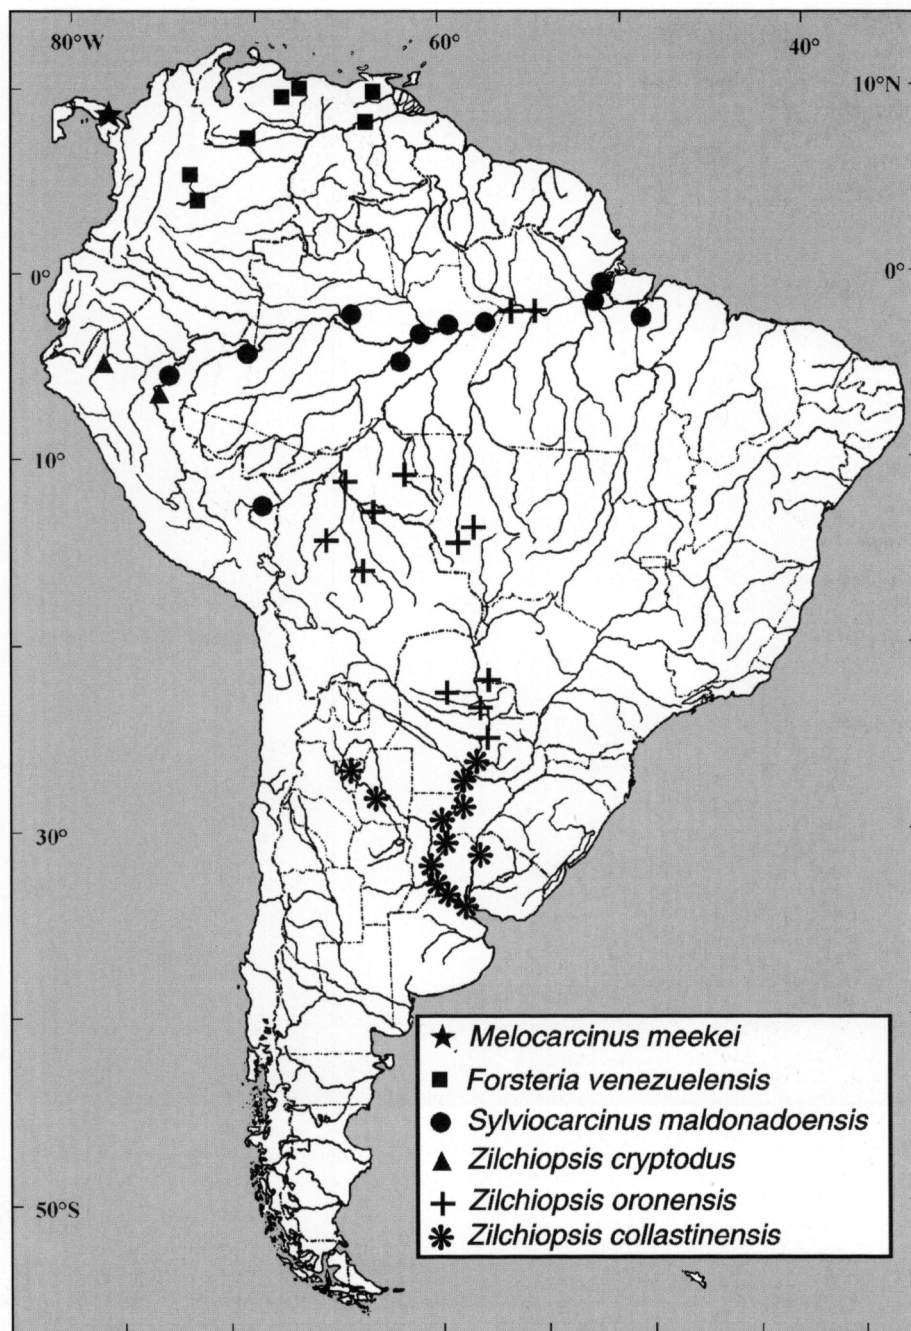 80°W 60° 40°
10°N
0° 0°
10°
30°
50°S
Melocarcinus meekei
Forsteria venezuelensis
Sylviocarcinus maldonadoensis
Zilchiopsis cryptodus
Zilchiopsis oronensis
Zilchiopsis collastinensis